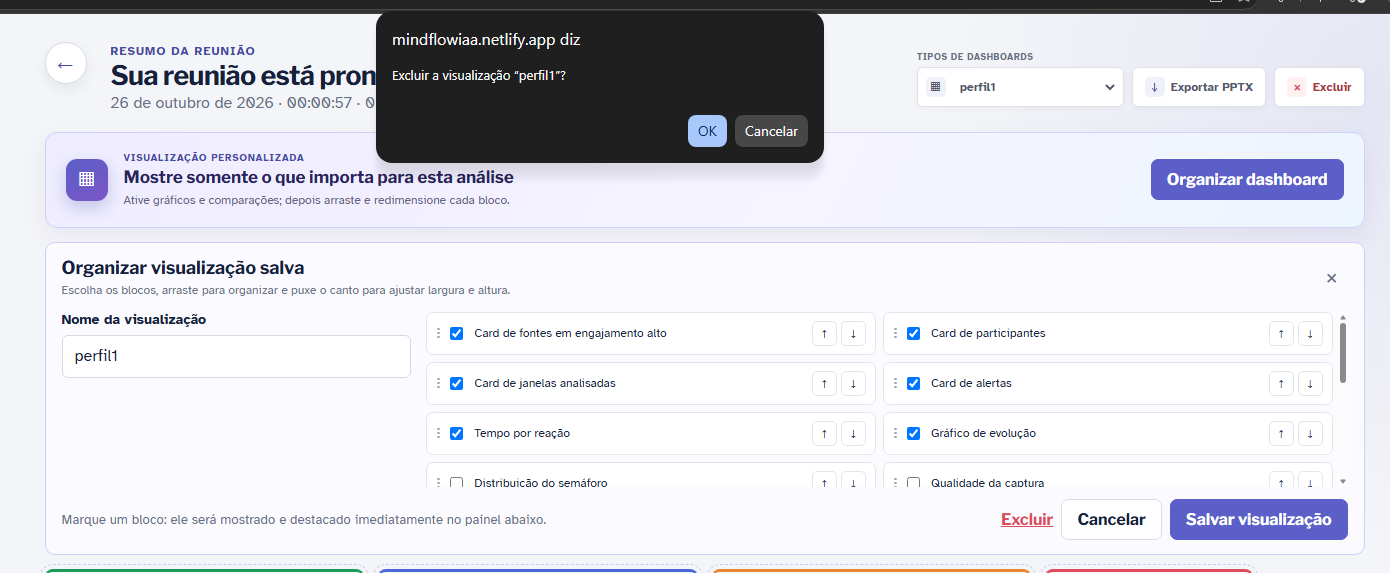 mindflowiaa.netlify.app diz
Excluir a visualização “perfil1”?
OK
Cancelar
←
RESUMO DA REUNIÃO
Sua reunião está pron
26 de outubro de 2026 · 00:00:57 · 0
TIPOS DE DASHBOARDS
perfil1
↓ Exportar PPTX
× Excluir
VISUALIZAÇÃO PERSONALIZADA
Mostre somente o que importa para esta análise
Ative gráficos e comparações; depois arraste e redimensione cada bloco.
Organizar dashboard
Organizar visualização salva
Escolha os blocos, arraste para organizar e puxe o canto para ajustar largura e altura.
×
Nome da visualização
perfil1
Card de fontes em engajamento alto ↑ ↓
Card de participantes ↑ ↓
Card de janelas analisadas ↑ ↓
Card de alertas ↑ ↓
Tempo por reação ↑ ↓
Gráfico de evolução ↑ ↓
Distribuição do semáforo ↑ ↓
Qualidade da captura ↑ ↓
Marque um bloco: ele será mostrado e destacado imediatamente no painel abaixo.
Excluir
Cancelar
Salvar visualização